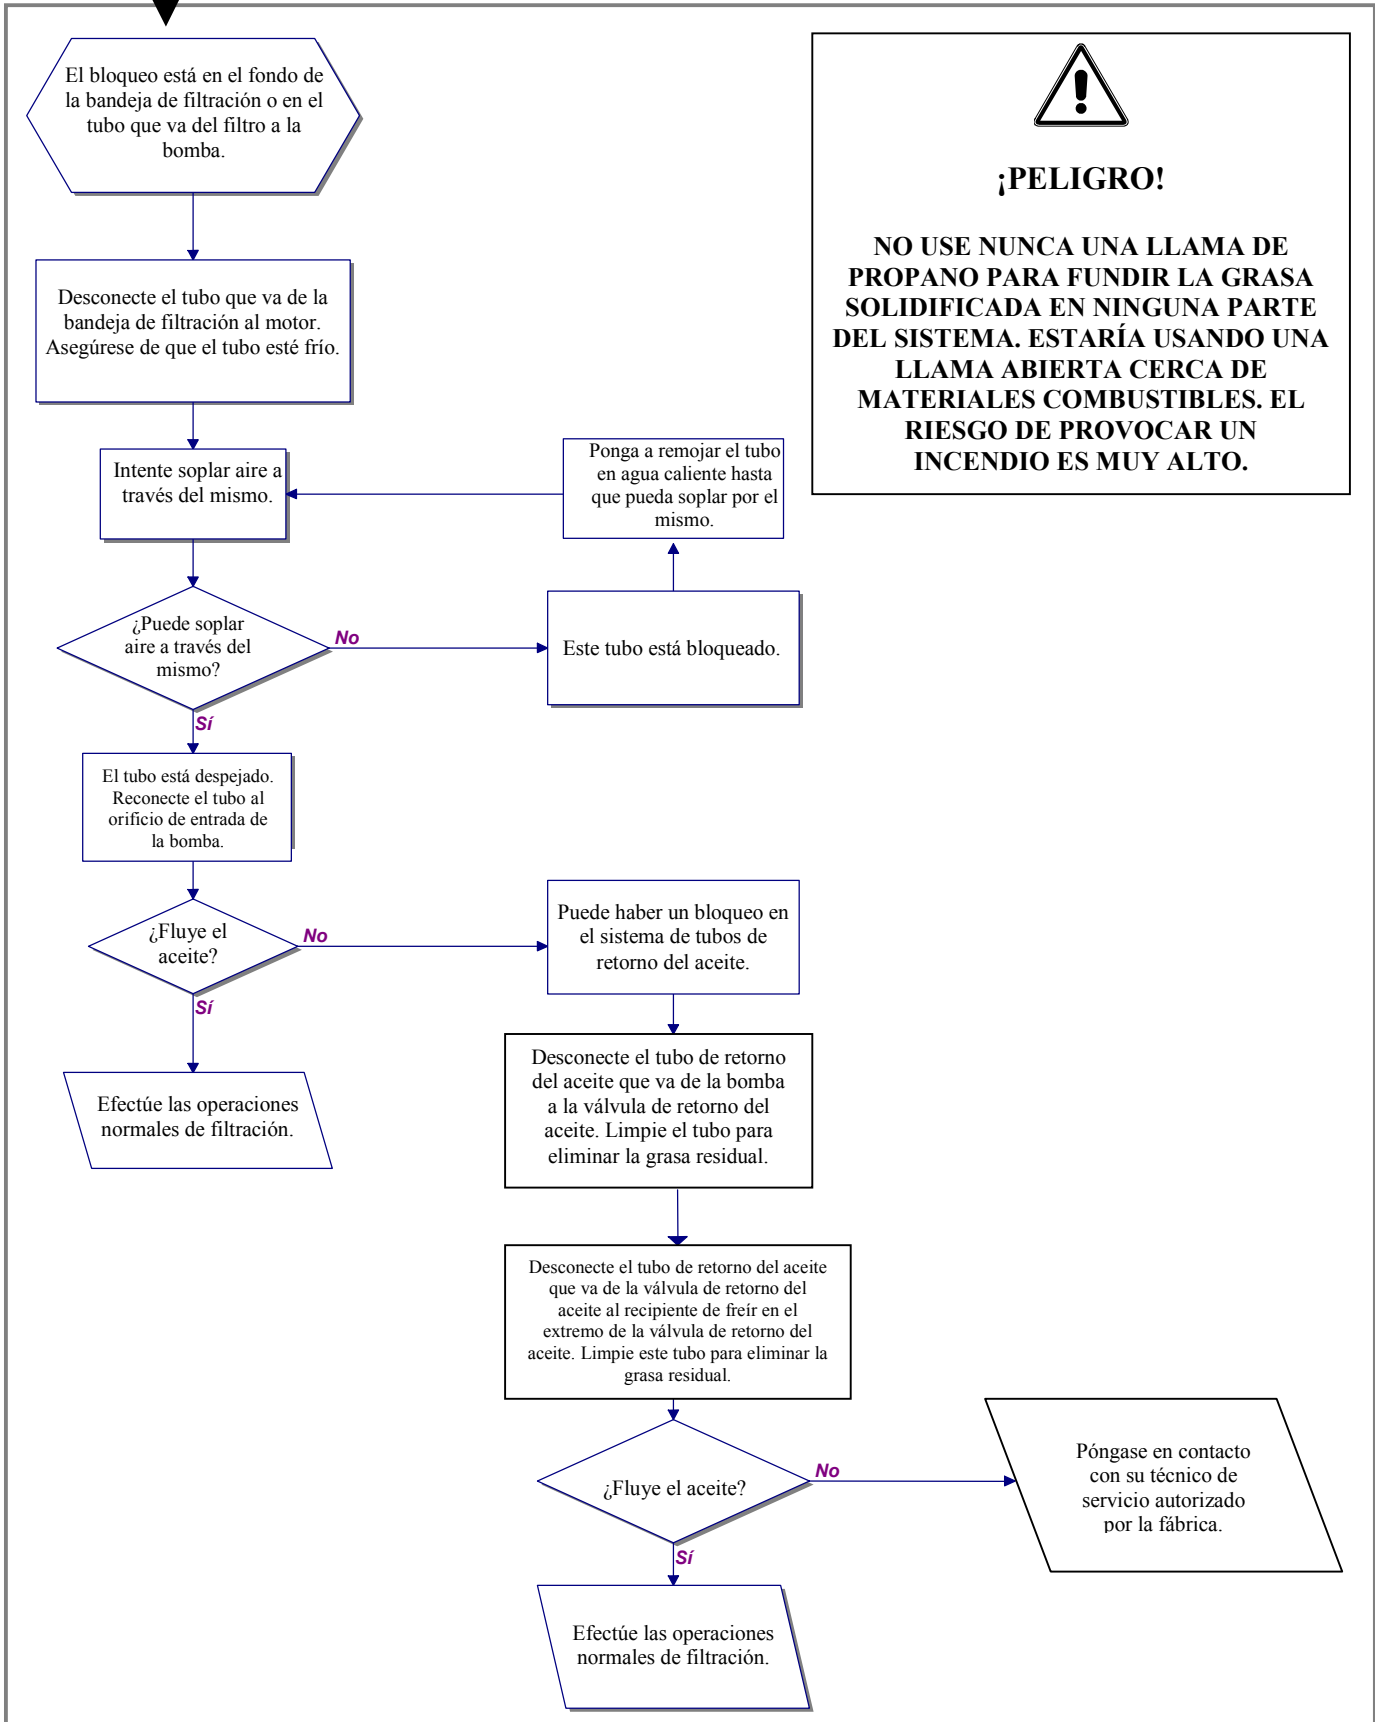 El bloqueo está en el fondo de
la bandeja de filtración o en el
tubo que va del filtro a la
bomba.
¡PELIGRO!
NO USE NUNCA UNA LLAMA DE
PROPANO PARA FUNDIR LA GRASA
SOLIDIFICADA EN NINGUNA PARTE
DEL SISTEMA. ESTARÍA USANDO UNA
LLAMA ABIERTA CERCA DE
MATERIALES COMBUSTIBLES. EL
RIESGO DE PROVOCAR UN
INCENDIO ES MUY ALTO.
Desconecte el tubo que va de la
bandeja de filtración al motor.
Asegúrese de que el tubo esté frío.
Intente soplar aire a
través del mismo.
Ponga a remojar el tubo
en agua caliente hasta
que pueda soplar por el
mismo.
¿Puede soplar
aire a través del
mismo?
No
Este tubo está bloqueado.
Sí
El tubo está despejado.
Reconecte el tubo al
orificio de entrada de
la bomba.
¿Fluye el
aceite?
No
Puede haber un bloqueo en
el sistema de tubos de
retorno del aceite.
Sí
Efectúe las operaciones
normales de filtración.
Desconecte el tubo de retorno
del aceite que va de la bomba
a la válvula de retorno del
aceite. Limpie el tubo para
eliminar la grasa residual.
Desconecte el tubo de retorno del aceite
que va de la válvula de retorno del
aceite al recipiente de freír en el
extremo de la válvula de retorno del
aceite. Limpie este tubo para eliminar la
grasa residual.
¿Fluye el aceite?
No
Póngase en contacto
con su técnico de
servicio autorizado
por la fábrica.
Sí
Efectúe las operaciones
normales de filtración.